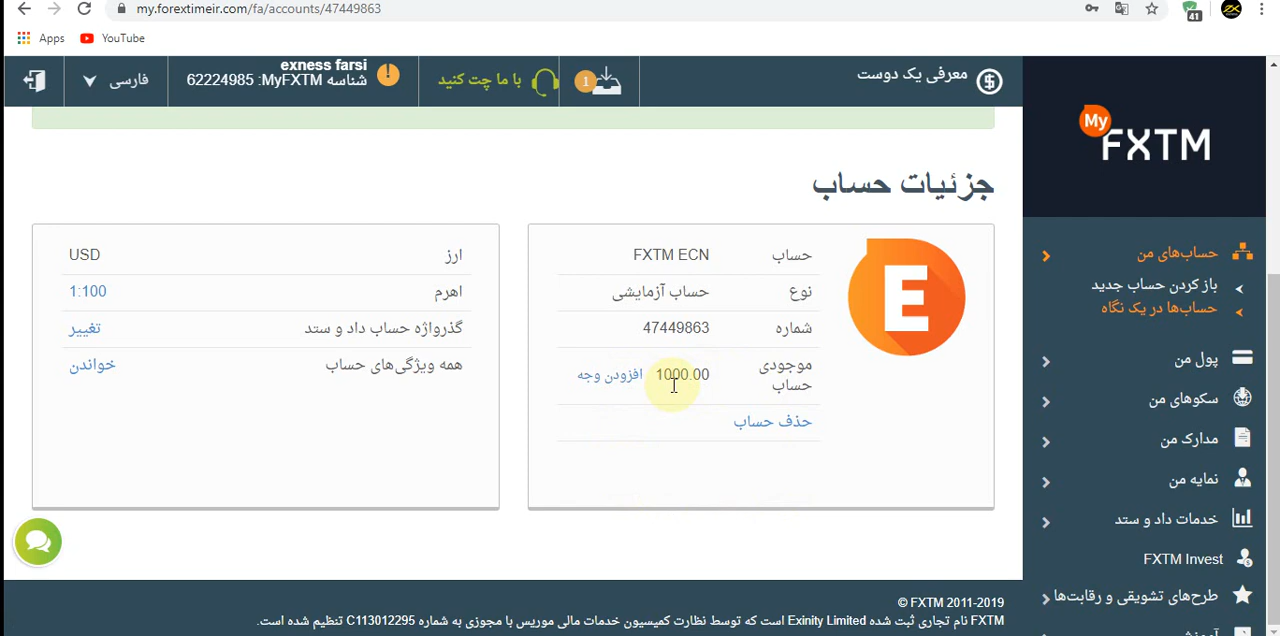 my.forextimeir.com/fa/accounts/47449863
41
Apps
YouTube
معرفی یک دوست
1
با ما چت کنید
exness farsi
شناسه MyFXTM: 62224985
فارسی
My
FXTM
جزئیات حساب
E
حساب FXTM ECN
نوع حساب آزمایشی
شماره 47449863
موجودی حساب 1000.00 افزودن وجه
حذف حساب
ارز USD
اهرم 1:100
گذرواژه حساب داد و ستد تغییر
همه ویژگی‌های حساب خواندن
حساب‌های من
باز کردن حساب جدید
حساب‌ها در یک نگاه
پول من
سکوهای من
مدارک من
نمایه من
خدمات داد و ستد
FXTM Invest
طرح‌های تشویقی و رقابت‌ها
© FXTM 2011-2019
FXTM نام تجاری ثبت شده Exinity Limited است که توسط نظارت کمیسیون خدمات مالی موریس با مجوزی به شماره C113012295 تنظیم شده است.